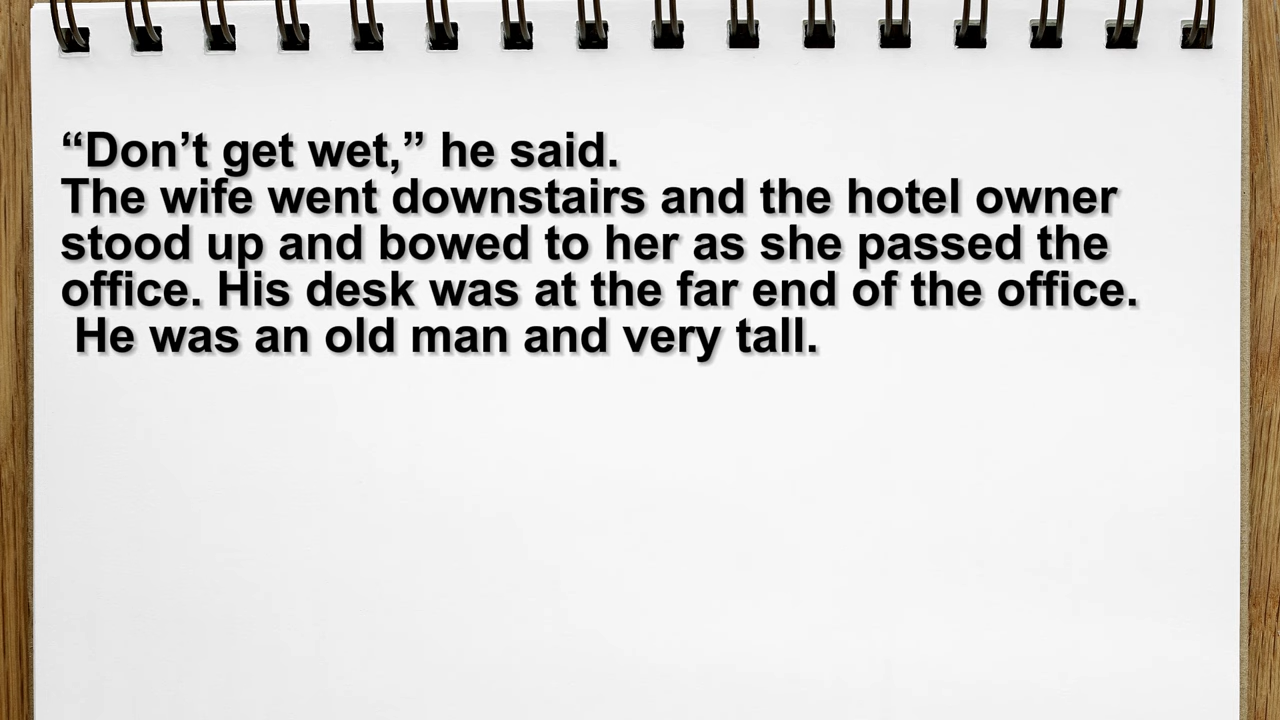 “Don’t get wet,” he said.
The wife went downstairs and the hotel owner
stood up and bowed to her as she passed the
office. His desk was at the far end of the office.
He was an old man and very tall.